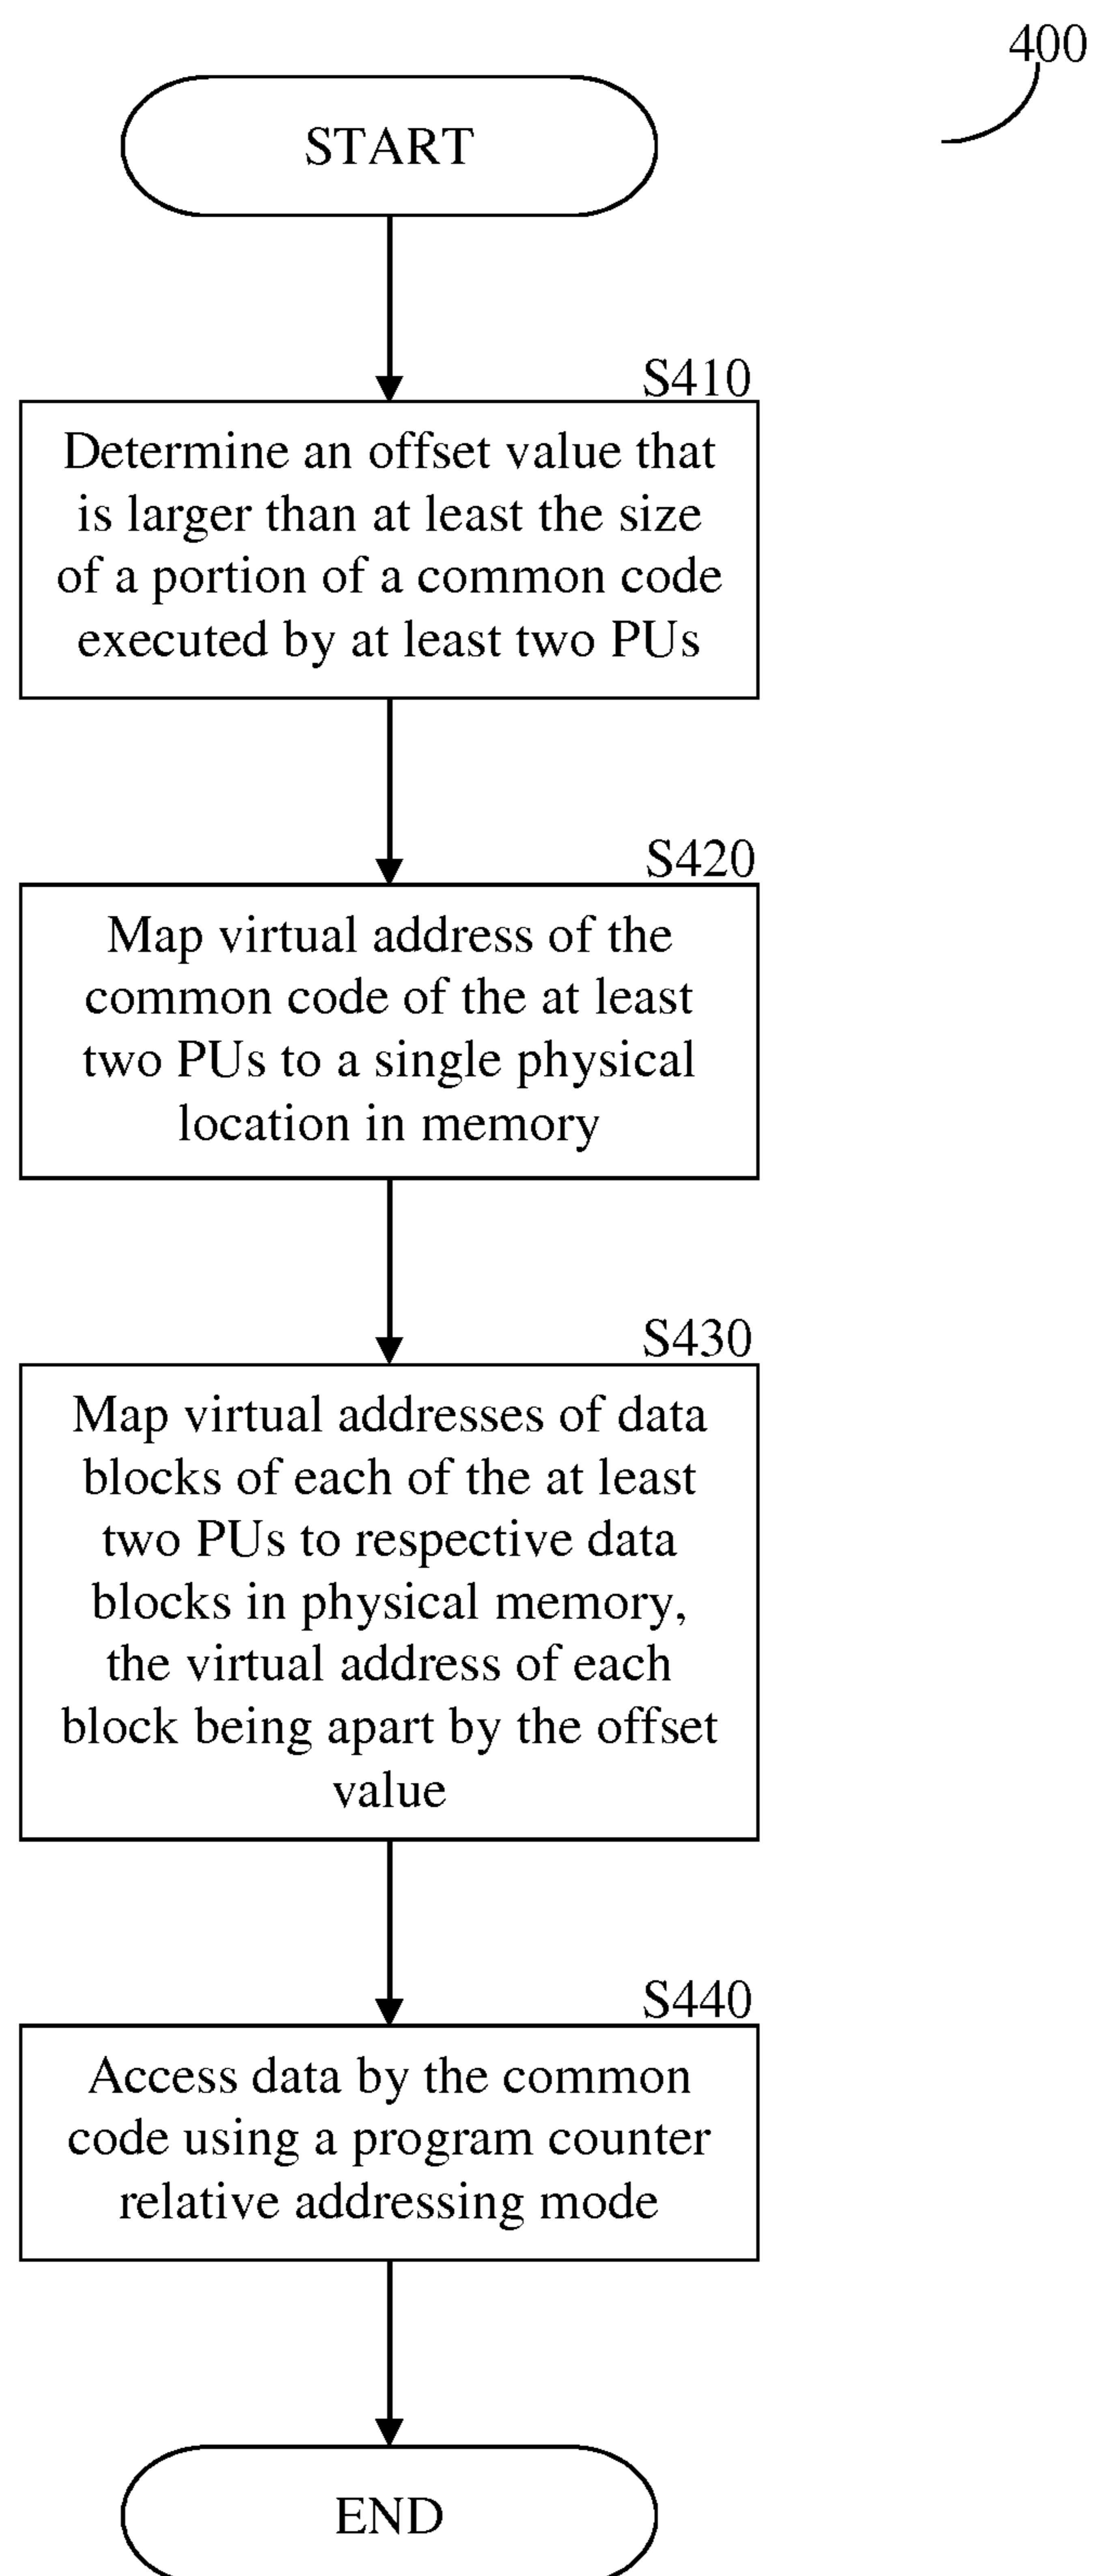 400
START
S410
Determine an offset value that
is larger than at least the size
of a portion of a common code
executed by at least two PUs
S420
Map virtual address of the
common code of the at least
two PUs to a single physical
location in memory
S430
Map virtual addresses of data
blocks of each of the at least
two PUs to respective data
blocks in physical memory,
the virtual address of each
block being apart by the offset
value
S440
Access data by the common
code using a program counter
relative addressing mode
END